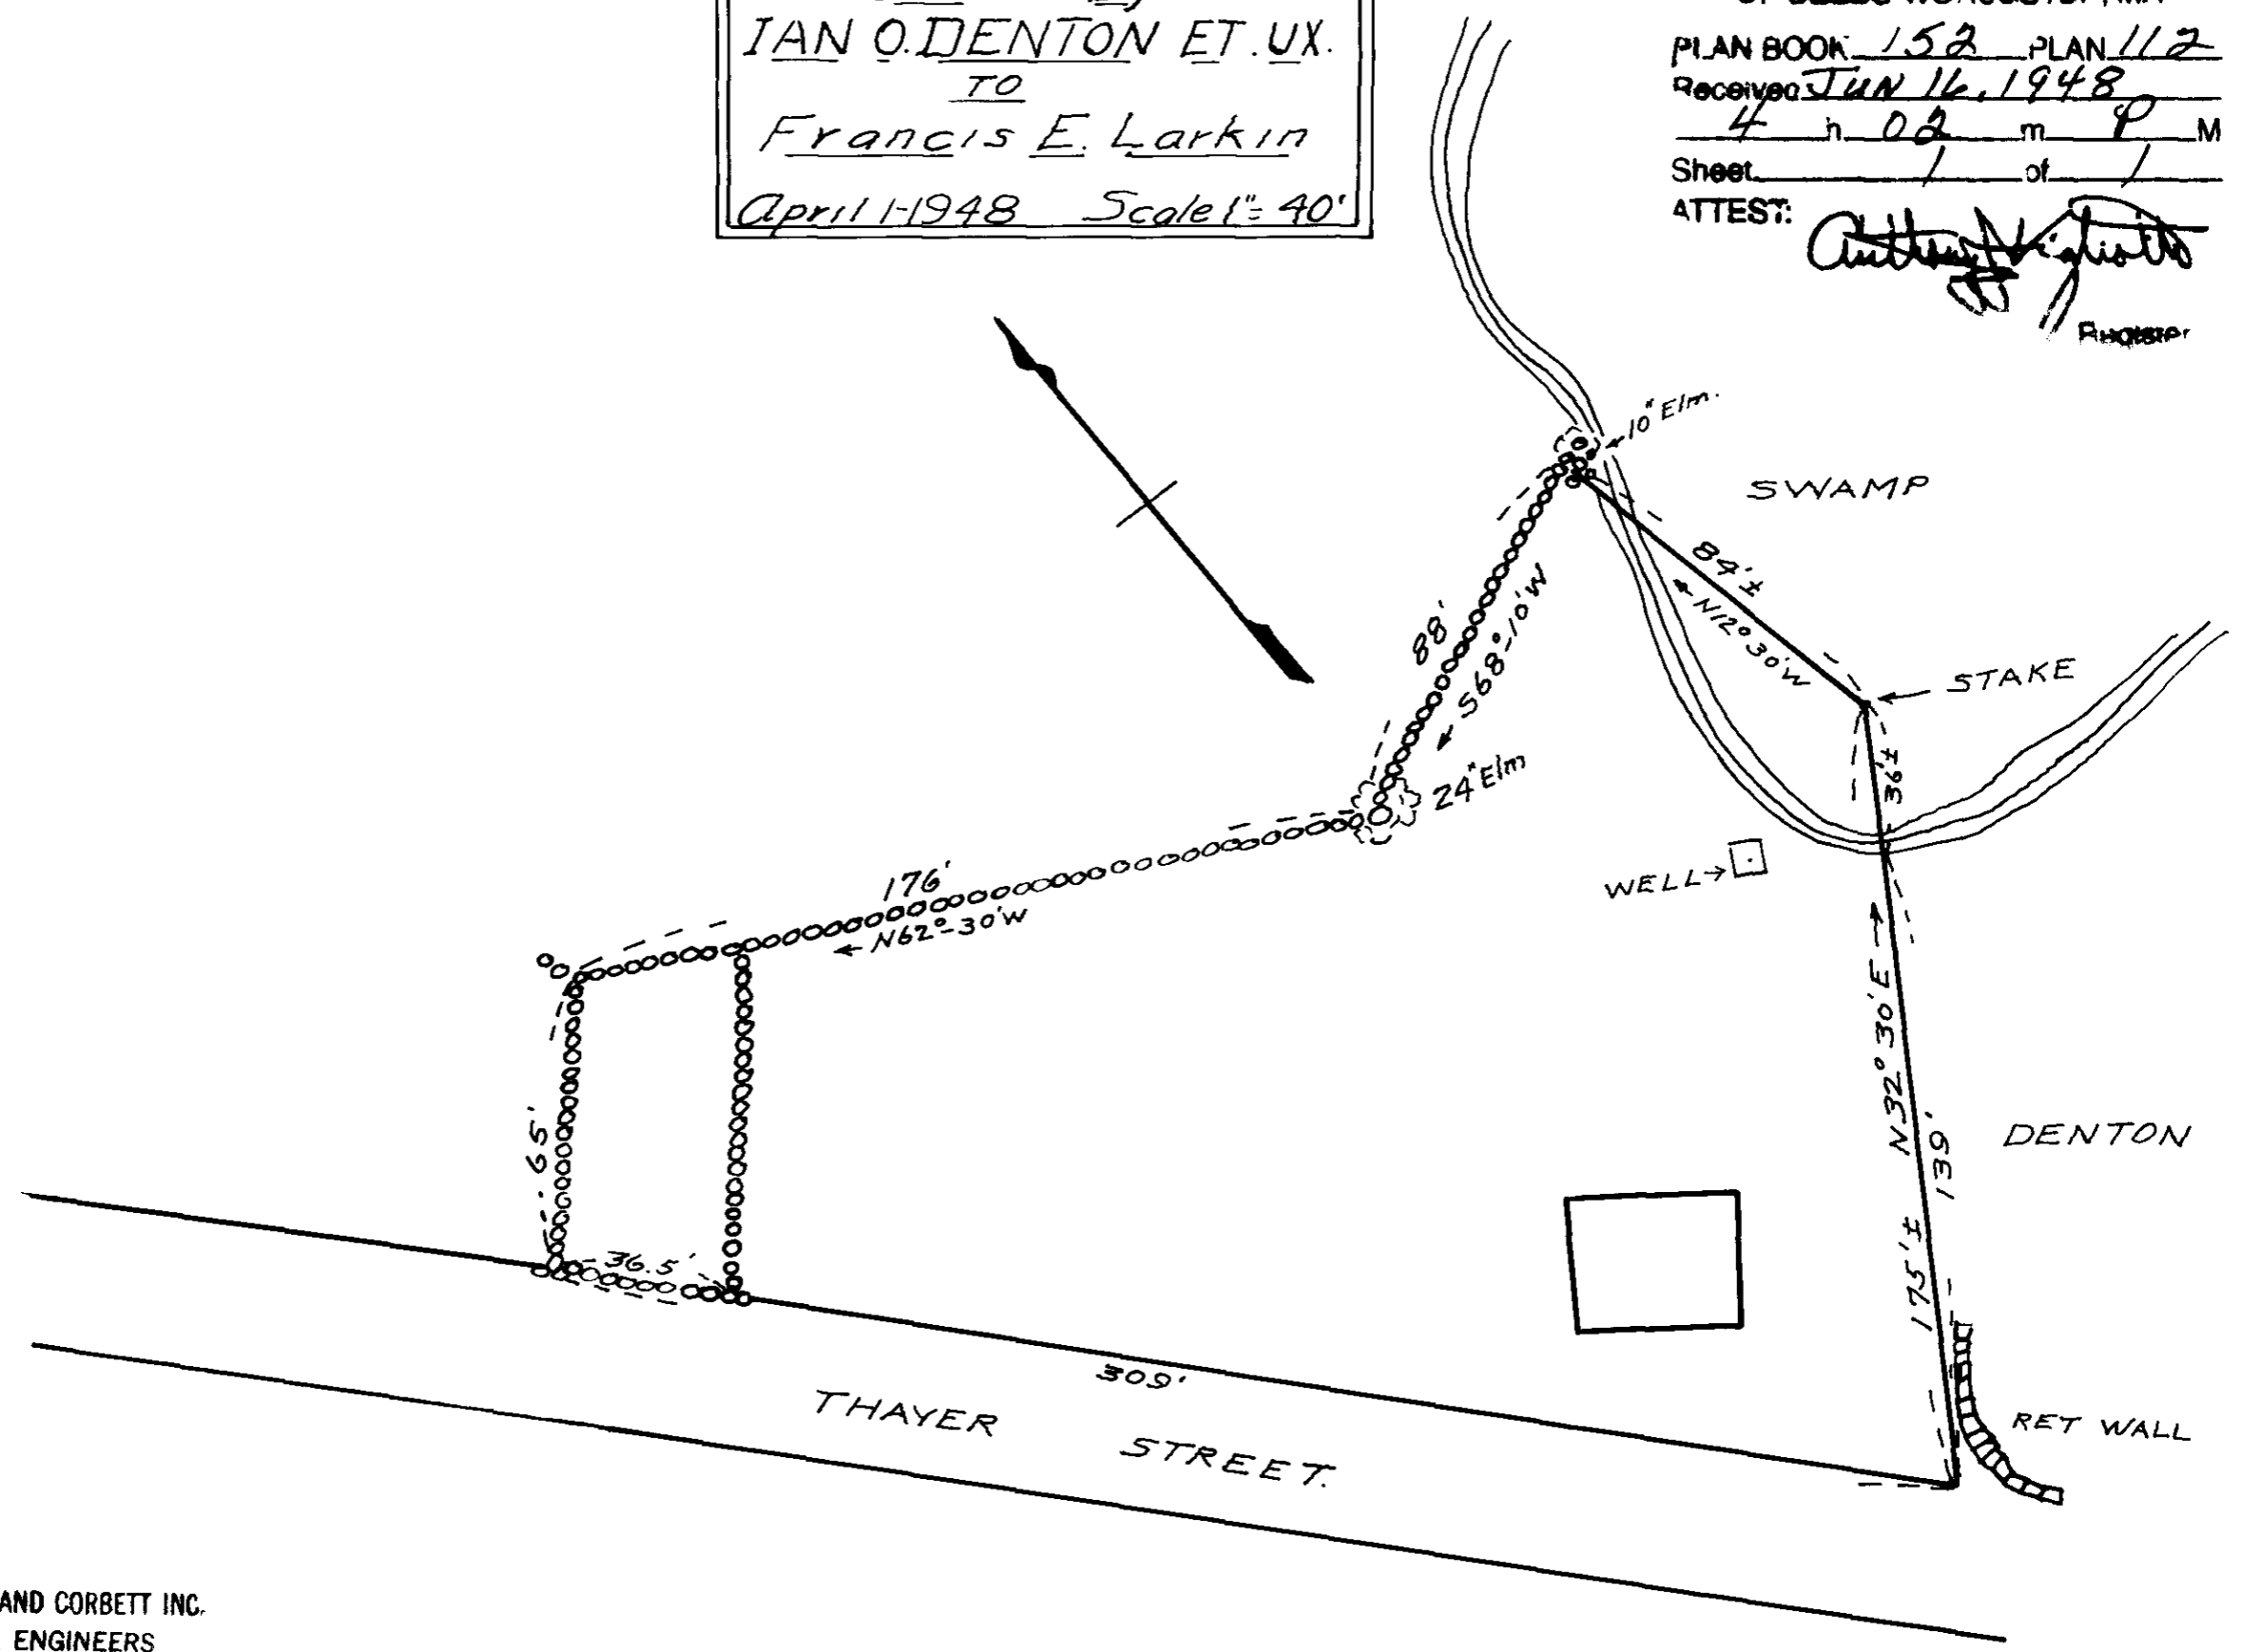 IAN O. DENTON ET. UX.
TO
Francis E. Larkin
April 1-1948 Scale 1"= 40'
PLAN BOOK 152 PLAN 112
Received JUN 16, 1948
4 h 02 m P M
Sheet 1 of 1
ATTEST:
Register
10" Elm.
SWAMP
84'±
N12°30'W
88'
S68°-10'W
STAKE
36'±
24" Elm
WELL
176'
N62°-30'W
N32°30'E
65'
139'
DENTON
175'±
36.5'
309'
THAYER STREET.
RET WALL
AND CORBETT INC.
ENGINEERS